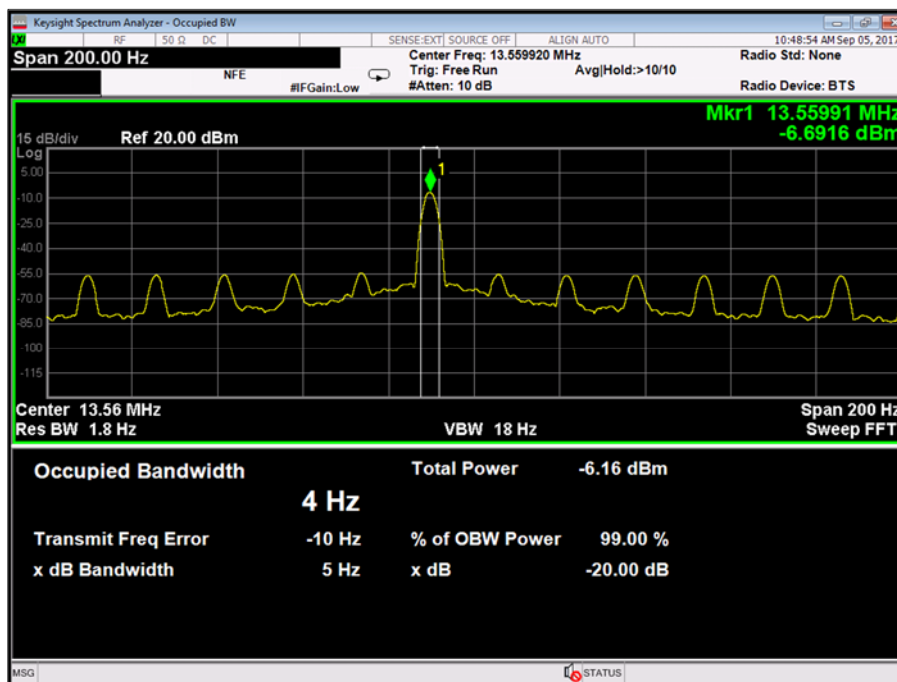 Keysight Spectrum Analyzer - Occupied BW
LXI RF 50 Ω DC SENSE:EXT SOURCE OFF ALIGN AUTO 10:48:54 AM Sep 05, 2017
Span 200.00 Hz Center Freq: 13.559920 MHz Radio Std: None
NFE Trig: Free Run Avg|Hold:>10/10
#IFGain:Low #Atten: 10 dB Radio Device: BTS
Mkr1 13.55991 MHz
15 dB/div Ref 20.00 dBm -6.6916 dBm
Log
1
5.00
-10.0
-25.0
-40.0
-55.0
-70.0
-85.0
-100
-115
Center 13.56 MHz Span 200 Hz
Res BW 1.8 Hz VBW 18 Hz Sweep FFT
Occupied Bandwidth Total Power -6.16 dBm
4 Hz
Transmit Freq Error -10 Hz % of OBW Power 99.00 %
x dB Bandwidth 5 Hz x dB -20.00 dB
MSG STATUS